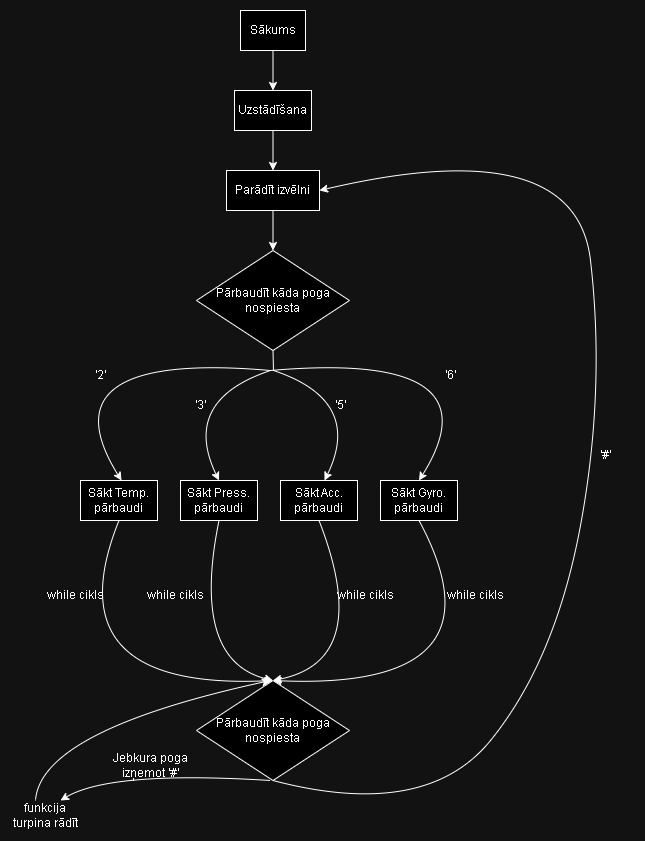 Sākums
Uzstādīšana
Parādīt izvēlni
Pārbaudīt kāda poga
nospiesta
'2'
'3'
'5'
'6'
Sākt Temp.
pārbaudi
Sākt Press.
pārbaudi
Sākt Acc.
pārbaudi
Sākt Gyro.
pārbaudi
'#'
while cikls
while cikls
while cikls
while cikls
Pārbaudīt kāda poga
nospiesta
Jebkura poga
izņemot '#'
funkcija
turpina rādīt